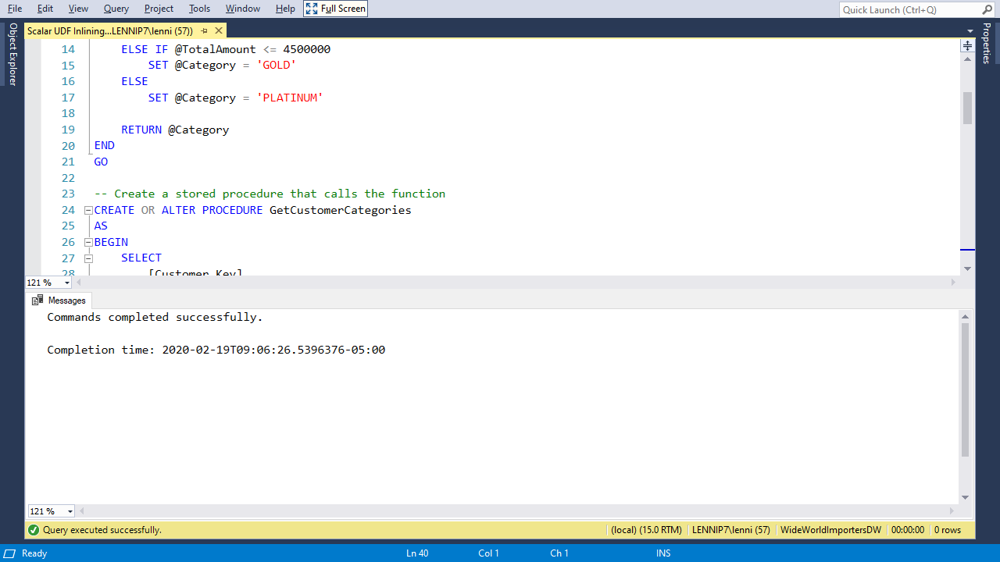 File Edit View Query Project Tools Window Help Full Screen
Quick Launch (Ctrl+Q)
Object Explorer
Scalar UDF Inlining...LENNIP7\lenni (57))
Properties
14 ELSE IF @TotalAmount <= 4500000
15 SET @Category = 'GOLD'
16 ELSE
17 SET @Category = 'PLATINUM'
18
19 RETURN @Category
20 END
21 GO
22
23 -- Create a stored procedure that calls the function
24 CREATE OR ALTER PROCEDURE GetCustomerCategories
25 AS
26 BEGIN
27 SELECT
28 [Customer Key]
121 %
Messages
Commands completed successfully.
Completion time: 2020-02-19T09:06:26.5396376-05:00
121 %
Query executed successfully. (local) (15.0 RTM) LENNIP7\lenni (57) WideWorldImportersDW 00:00:00 0 rows
Ready Ln 40 Col 1 Ch 1 INS